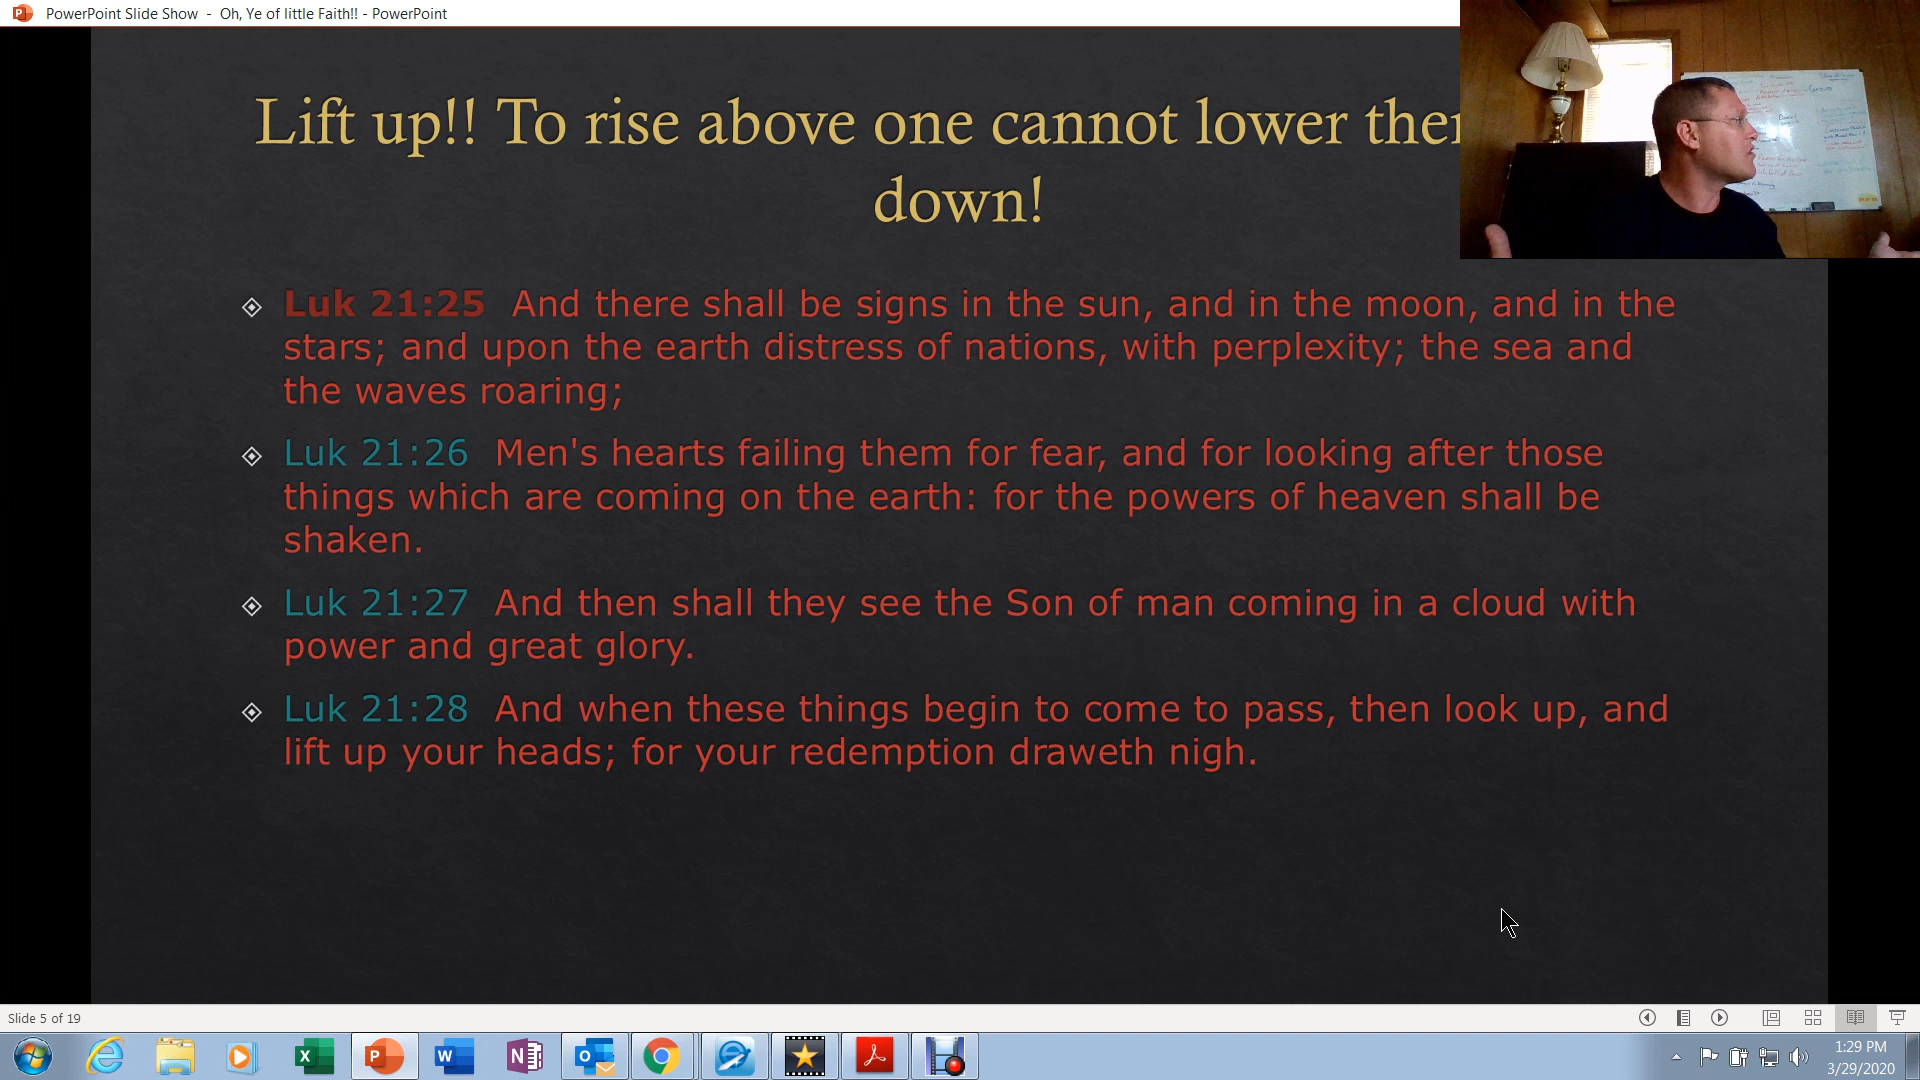 PowerPoint Slide Show - Oh, Ye of little Faith!! - PowerPoint
Lift up!! To rise above one cannot lower
down!
Luk 21:25 And there shall be signs in the sun, and in the moon, and in the
stars; and upon the earth distress of nations, with perplexity; the sea and
the waves roaring;
Luk 21:26 Men's hearts failing them for fear, and for looking after those
things which are coming on the earth: for the powers of heaven shall be
shaken.
Luk 21:27 And then shall they see the Son of man coming in a cloud with
power and great glory.
Luk 21:28 And when these things begin to come to pass, then look up, and
lift up your heads; for your redemption draweth nigh.
Slide 5 of 19
1:29 PM
3/29/2020